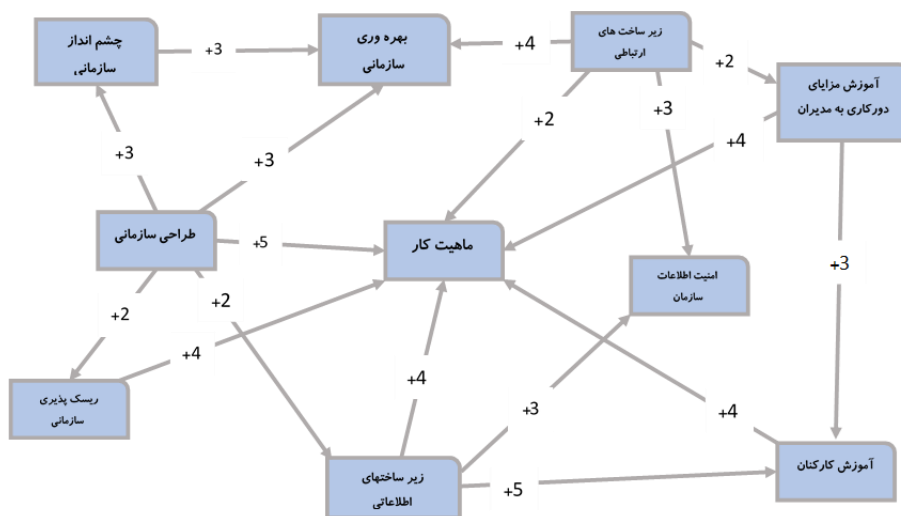 چشم انداز
سازمانی
+3
بهره وری
سازمانی
+4
زیر ساخت های
ارتباطی
+2
آموزش مزایای
دورکاری به مدیران
+3
+2
+4
+3
+3
طراحی سازمانی
+5
ماهیت کار
+3
امنیت اطلاعات
سازمان
+2
+2
+4
ریسک پذیری
سازمانی
+4
+3
+4
زیر ساختهای
اطلاعاتی
+5
آموزش کارکنان